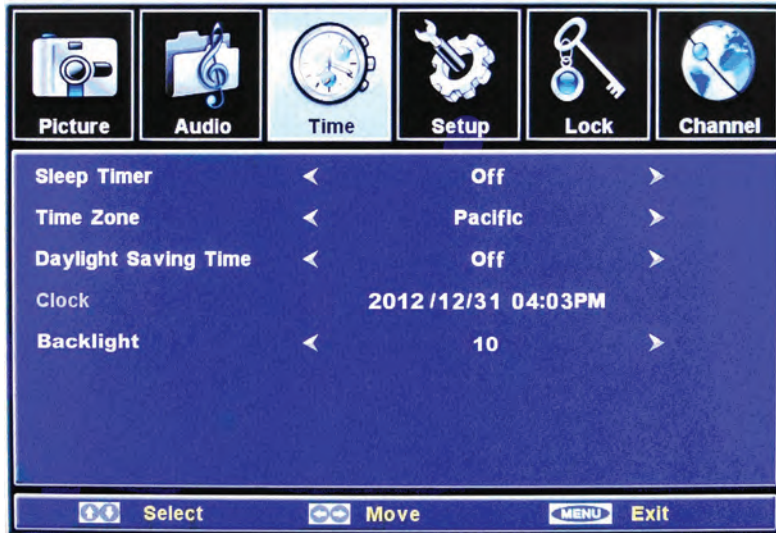 Picture Audio Time Setup Lock Channel
Sleep Timer Off
Time Zone Pacific
Daylight Saving Time Off
Clock 2012/12/31 04:03PM
Backlight 10
Select Move MENU Exit